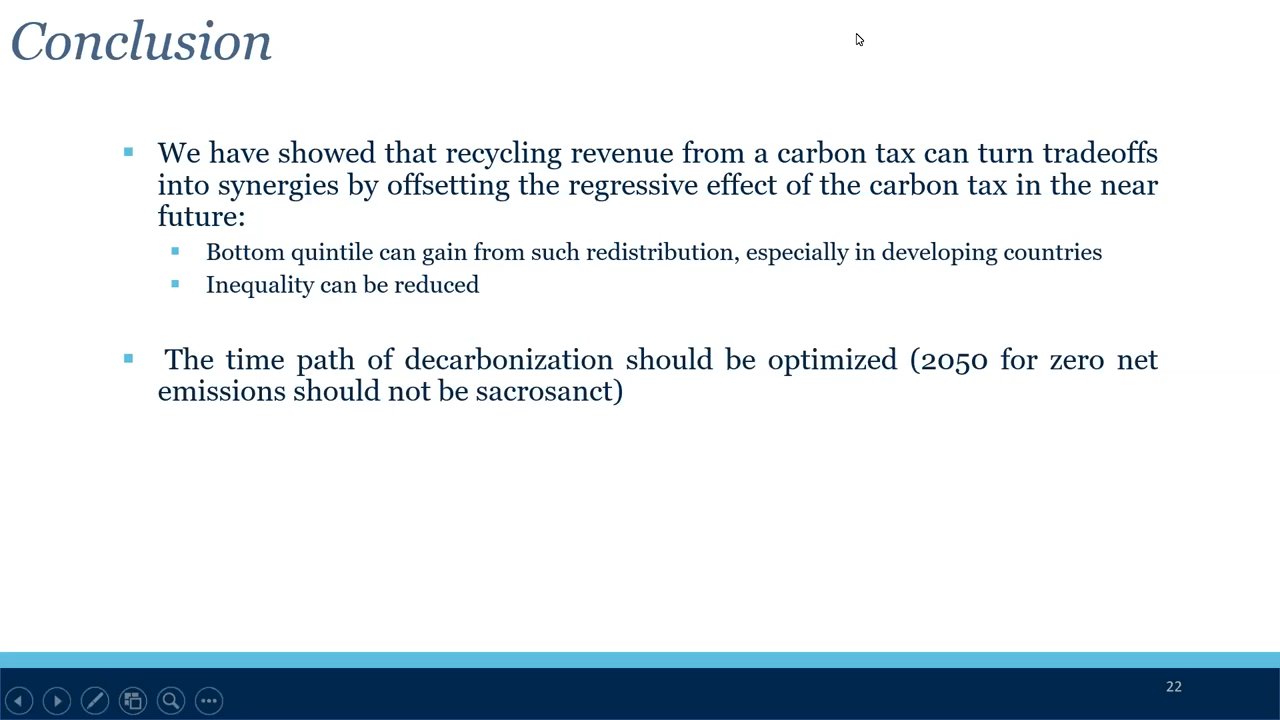 Conclusion
We have showed that recycling revenue from a carbon tax can turn tradeoffs
into synergies by offsetting the regressive effect of the carbon tax in the near
future:
Bottom quintile can gain from such redistribution, especially in developing countries
Inequality can be reduced
The time path of decarbonization should be optimized (2050 for zero net
emissions should not be sacrosanct)
22